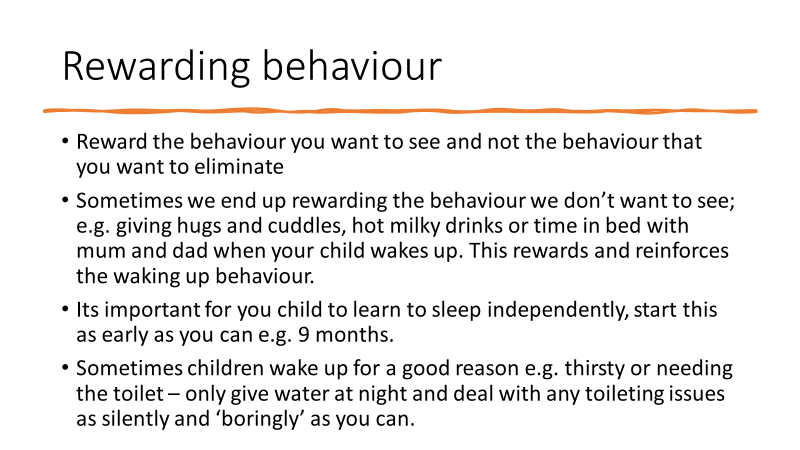 Rewarding behaviour
• Reward the behaviour you want to see and not the behaviour that
you want to eliminate
• Sometimes we end up rewarding the behaviour we don’t want to see;
e.g. giving hugs and cuddles, hot milky drinks or time in bed with
mum and dad when your child wakes up. This rewards and reinforces
the waking up behaviour.
• Its important for you child to learn to sleep independently, start this
as early as you can e.g. 9 months.
• Sometimes children wake up for a good reason e.g. thirsty or needing
the toilet – only give water at night and deal with any toileting issues
as silently and ‘boringly’ as you can.